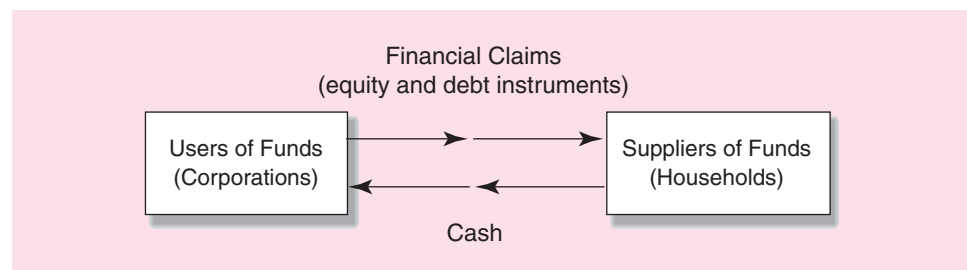 Financial Claims
(equity and debt instruments)
Users of Funds
(Corporations)
Suppliers of Funds
(Households)
Cash